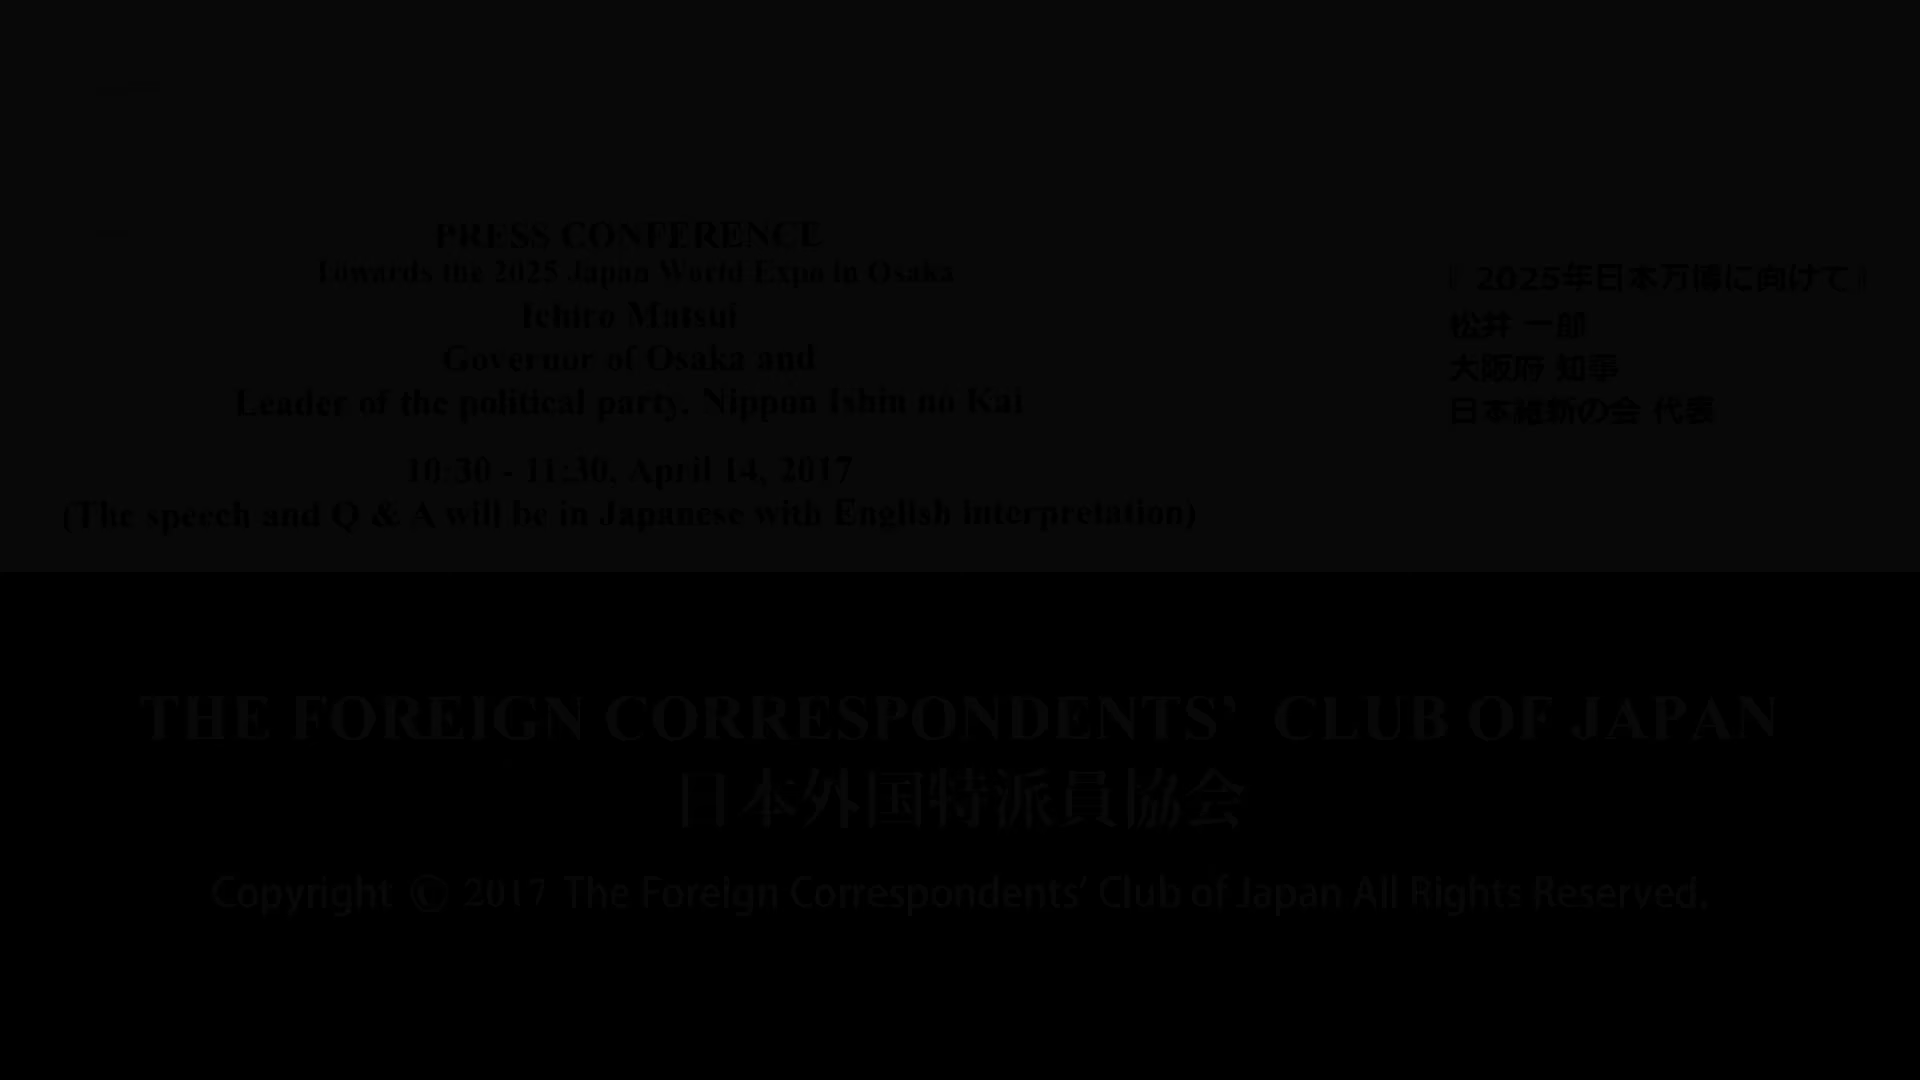 PRESS CONFERENCE
Towards the 2025 Japan World Expo in Osaka
Ichiro Matsui
Governor of Osaka and
Leader of the political party, Nippon Ishin no Kai
10:30 - 11:30, April 14, 2017
(The speech and Q & A will be in Japanese with English interpretation)
『2025年日本万博に向けて』
松井 一郎
大阪府 知事
日本維新の会 代表
THE FOREIGN CORRESPONDENTS’ CLUB OF JAPAN
日本外国特派員協会
Copyright © 2017 The Foreign Correspondents’ Club of Japan All Rights Reserved.